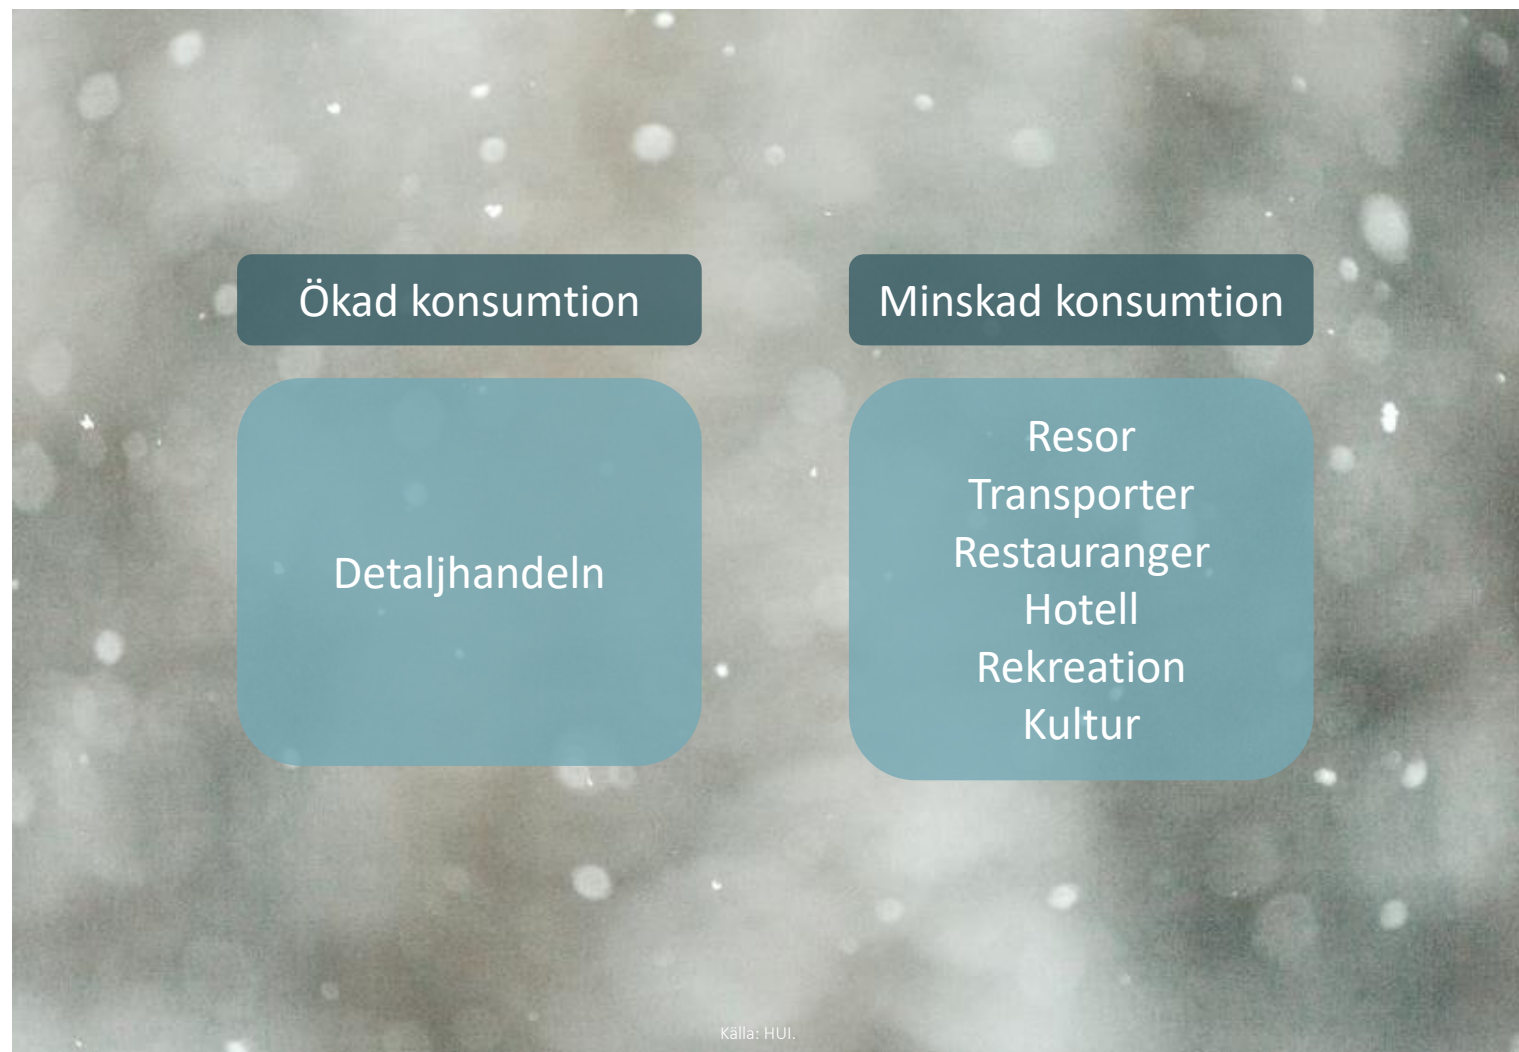 Ökad konsumtion
Detaljhandeln
Minskad konsumtion
Resor
Transporter
Restauranger
Hotell
Rekreation
Kultur
Källa: HUI.